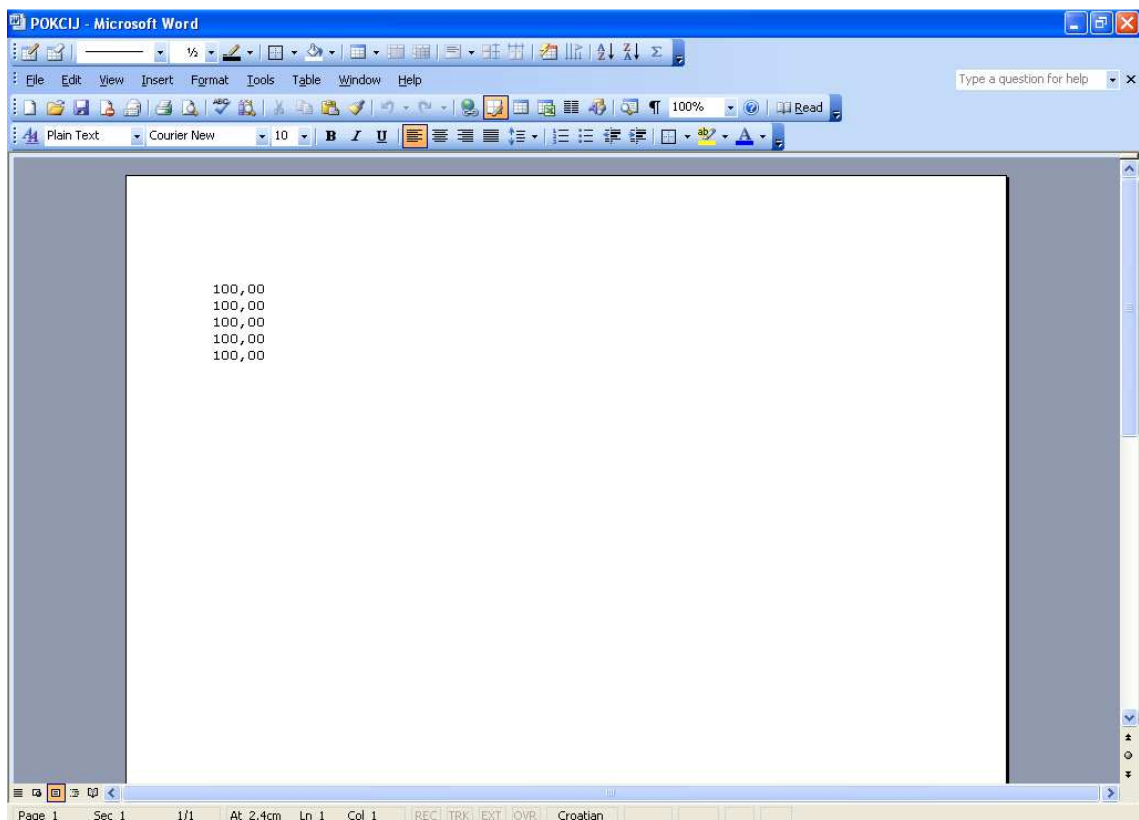 POKCIJ - Microsoft Word
½
File Edit View Insert Format Tools Table Window Help Type a question for help
100% Read
Plain Text Courier New 10 B I U
100,00
100,00
100,00
100,00
100,00
Page 1 Sec 1 1/1 At 2.4cm Ln 1 Col 1 REC TRK EXT OVR Croatian